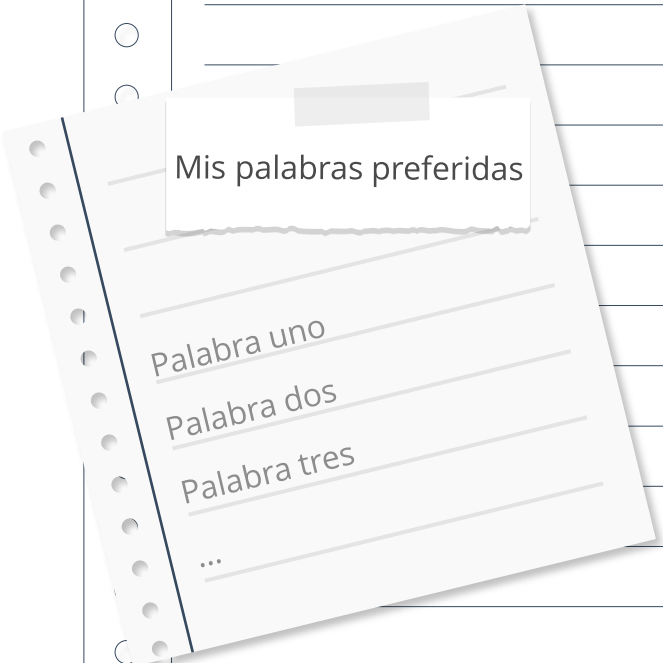 Mis palabras preferidas
Palabra uno
Palabra dos
Palabra tres
...